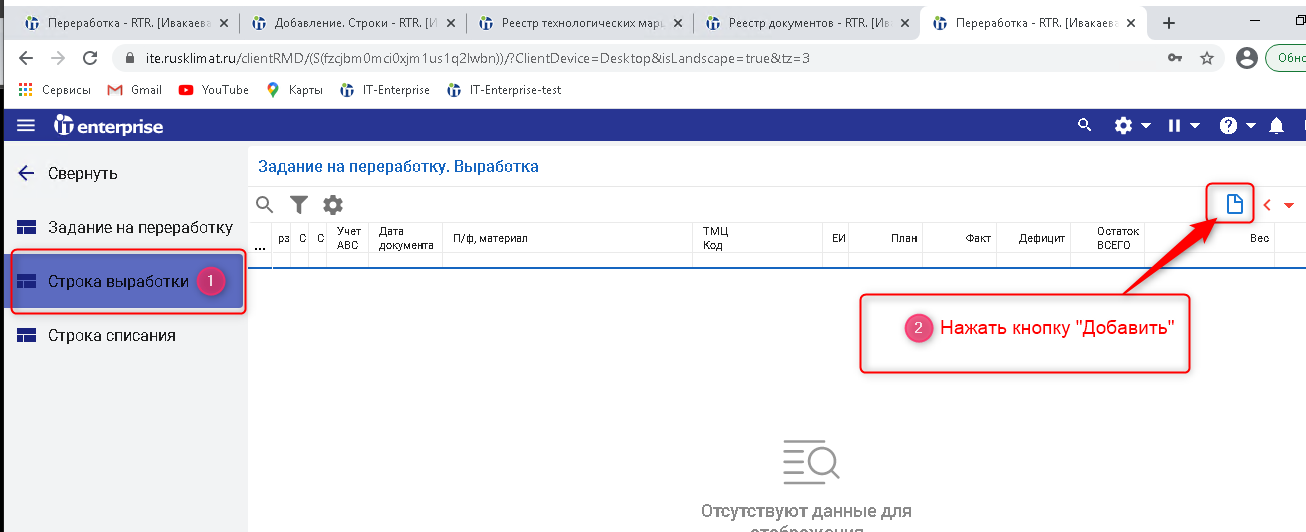 Переработка - RTR. [Ивакаева
Добавление. Строки - RTR. [И
Реестр технологических мар
Реестр документов - RTR. [Ив
Переработка - RTR. [Ивакаев
ite.rusklimat.ru/clientRMD/(S(fzcjbm0mci0xjm1us1q2lwbn))/?ClientDevice=Desktop&isLandscape=true&tz=3
Обно
Сервисы
Gmail
YouTube
Карты
IT-Enterprise
IT-Enterprise-test
it enterprise
Свернуть
Задание на переработку
Строка выработки 1
Строка списания
Задание на переработку. Выработка
...
рз
С
С
Учет
АВС
Дата
документа
П/ф, материал
ТМЦ
Код
ЕИ
План
Факт
Дефицит
Остаток
ВСЕГО
Вес
2 Нажать кнопку "Добавить"
Отсутствуют данные для
отображения